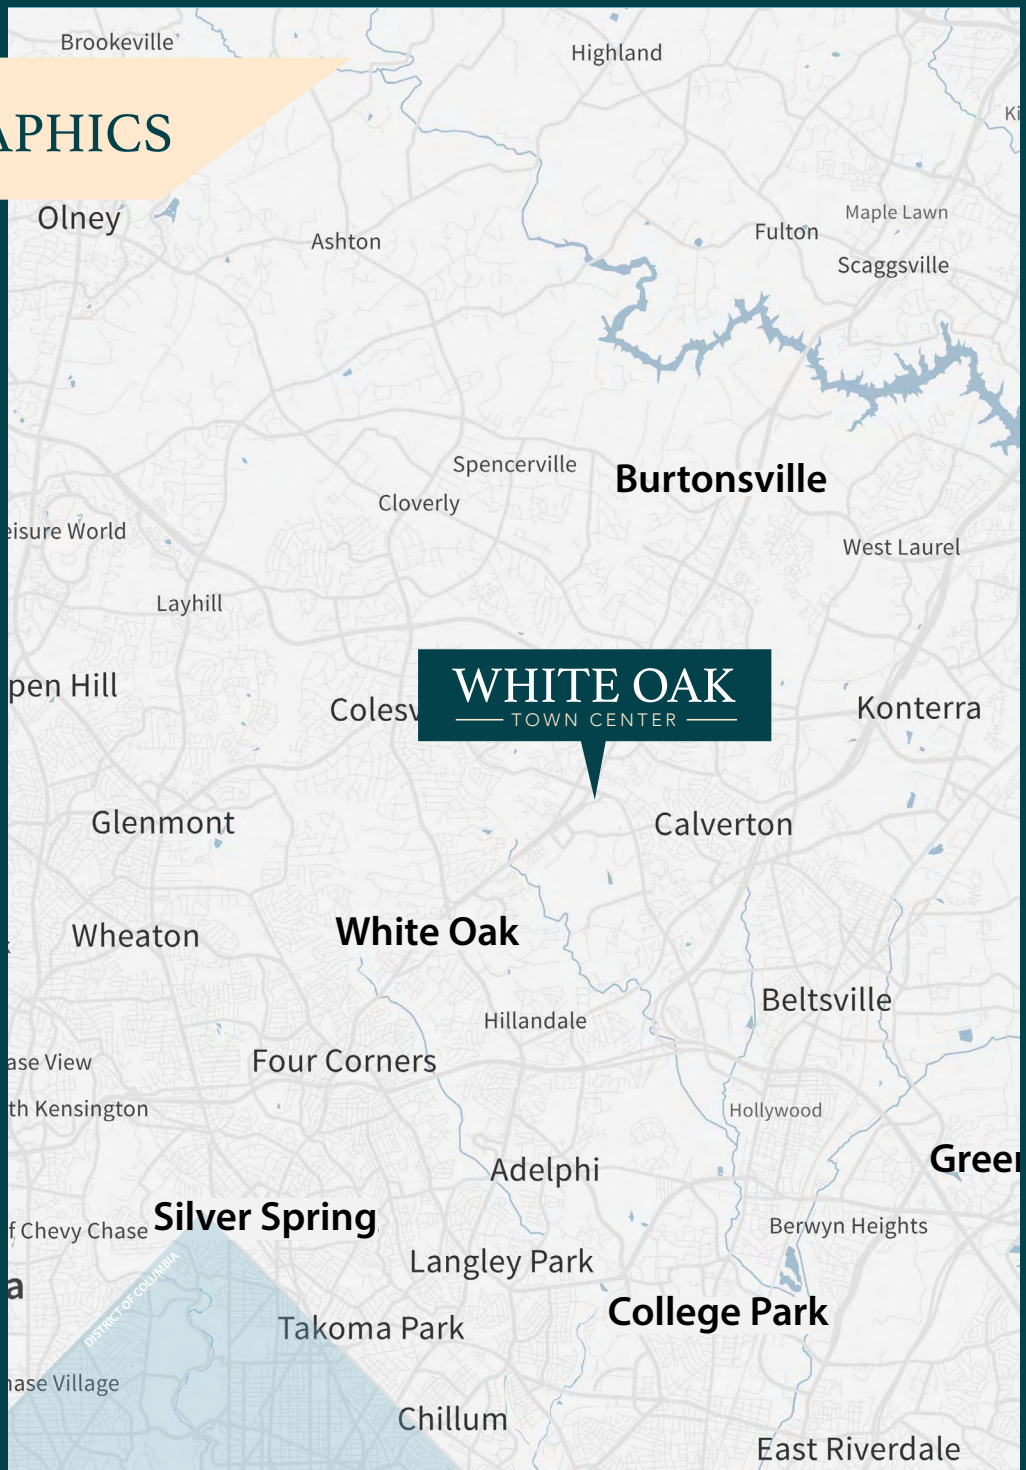 Brookeville
Highland
Ki
APHICS
Olney
Ashton
Maple Lawn
Fulton
Scaggsville
Spencerville
Burtonsville
Cloverly
eisure World
West Laurel
Layhill
pen Hill
Colesv
WHITE OAK
TOWN CENTER
Konterra
Glenmont
Calverton
Wheaton
White Oak
Beltsville
Hillandale
Four Corners
ase View
th Kensington
Hollywood
Green
Adelphi
Silver Spring
f Chevy Chase
Berwyn Heights
Langley Park
DISTRICT OF COLUMBIA
a
College Park
Takoma Park
hase Village
Chillum
East Riverdale